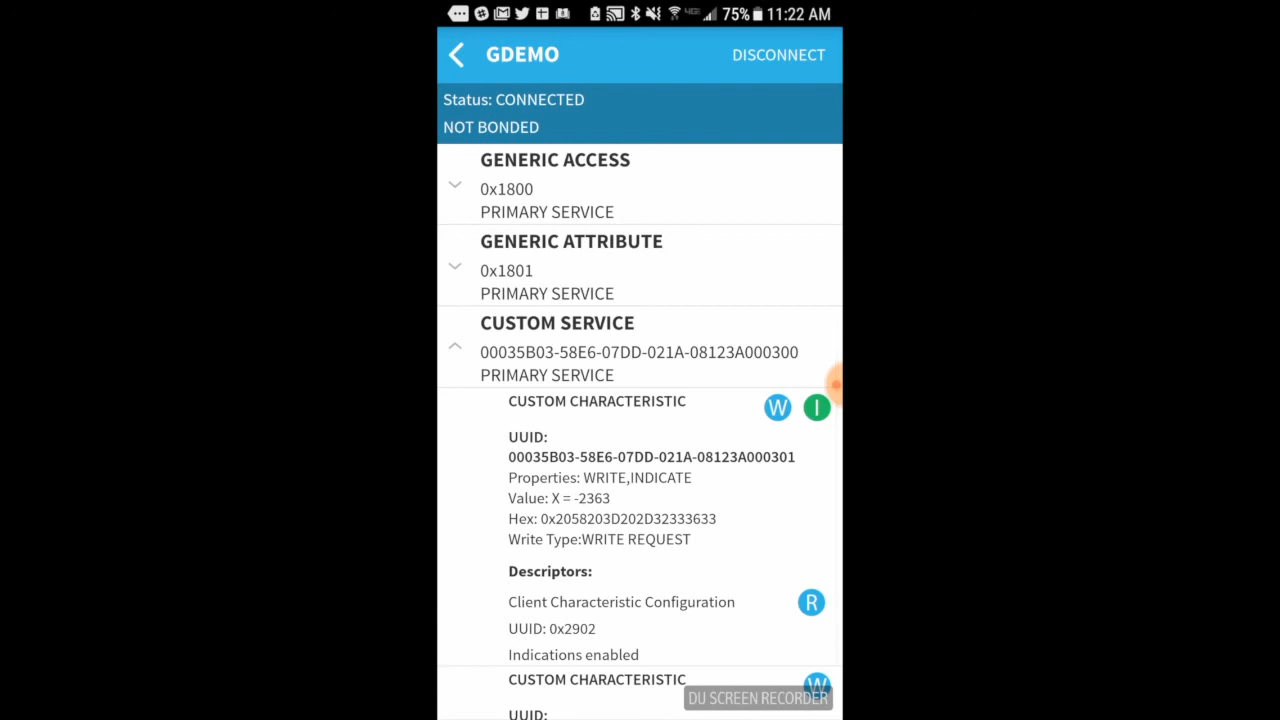 75% 11:22 AM
GDEMO DISCONNECT
Status: CONNECTED
NOT BONDED
GENERIC ACCESS
0x1800
PRIMARY SERVICE
GENERIC ATTRIBUTE
0x1801
PRIMARY SERVICE
CUSTOM SERVICE
00035B03-58E6-07DD-021A-08123A000300
PRIMARY SERVICE
CUSTOM CHARACTERISTIC W I
UUID:
00035B03-58E6-07DD-021A-08123A000301
Properties: WRITE,INDICATE
Value: X = -2363
Hex: 0x2058203D202D32333633
Write Type:WRITE REQUEST
Descriptors:
Client Characteristic Configuration R
UUID: 0x2902
Indications enabled
CUSTOM CHARACTERISTIC W
DU SCREEN RECORDER
UUID: